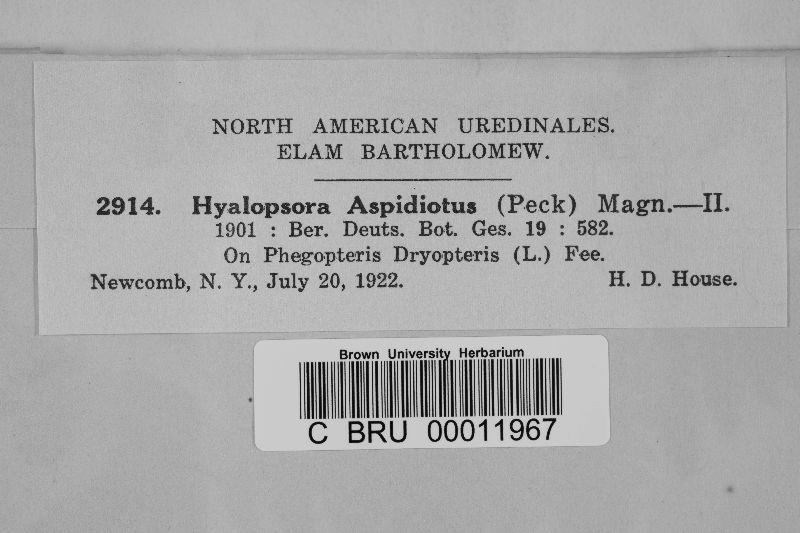 NORTH AMERICAN UREDINALES.
ELAM BARTHOLOMEW.
2914. Hyalopsora Aspidiotus (Peck) Magn.—II.
1901 : Ber. Deuts. Bot. Ges. 19 : 582.
On Phegopteris Dryopteris (L.) Fee.
Newcomb, N. Y., July 20, 1922. H. D. House.
Brown University Herbarium
C BRU 00011967